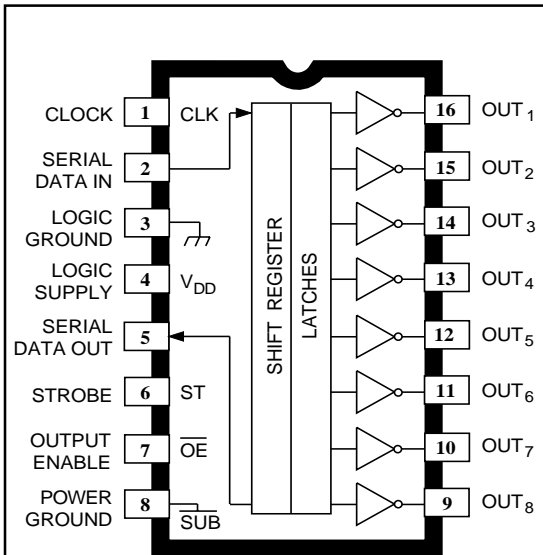 CLOCK 1 CLK
SERIAL
DATA IN 2
LOGIC
GROUND 3
LOGIC
SUPPLY 4 VDD
SERIAL
DATA OUT 5
STROBE 6 ST
OUTPUT
ENABLE 7 OE
POWER
GROUND 8 SUB
SHIFT REGISTER
LATCHES
16 OUT1
15 OUT2
14 OUT3
13 OUT4
12 OUT5
11 OUT6
10 OUT7
9 OUT8